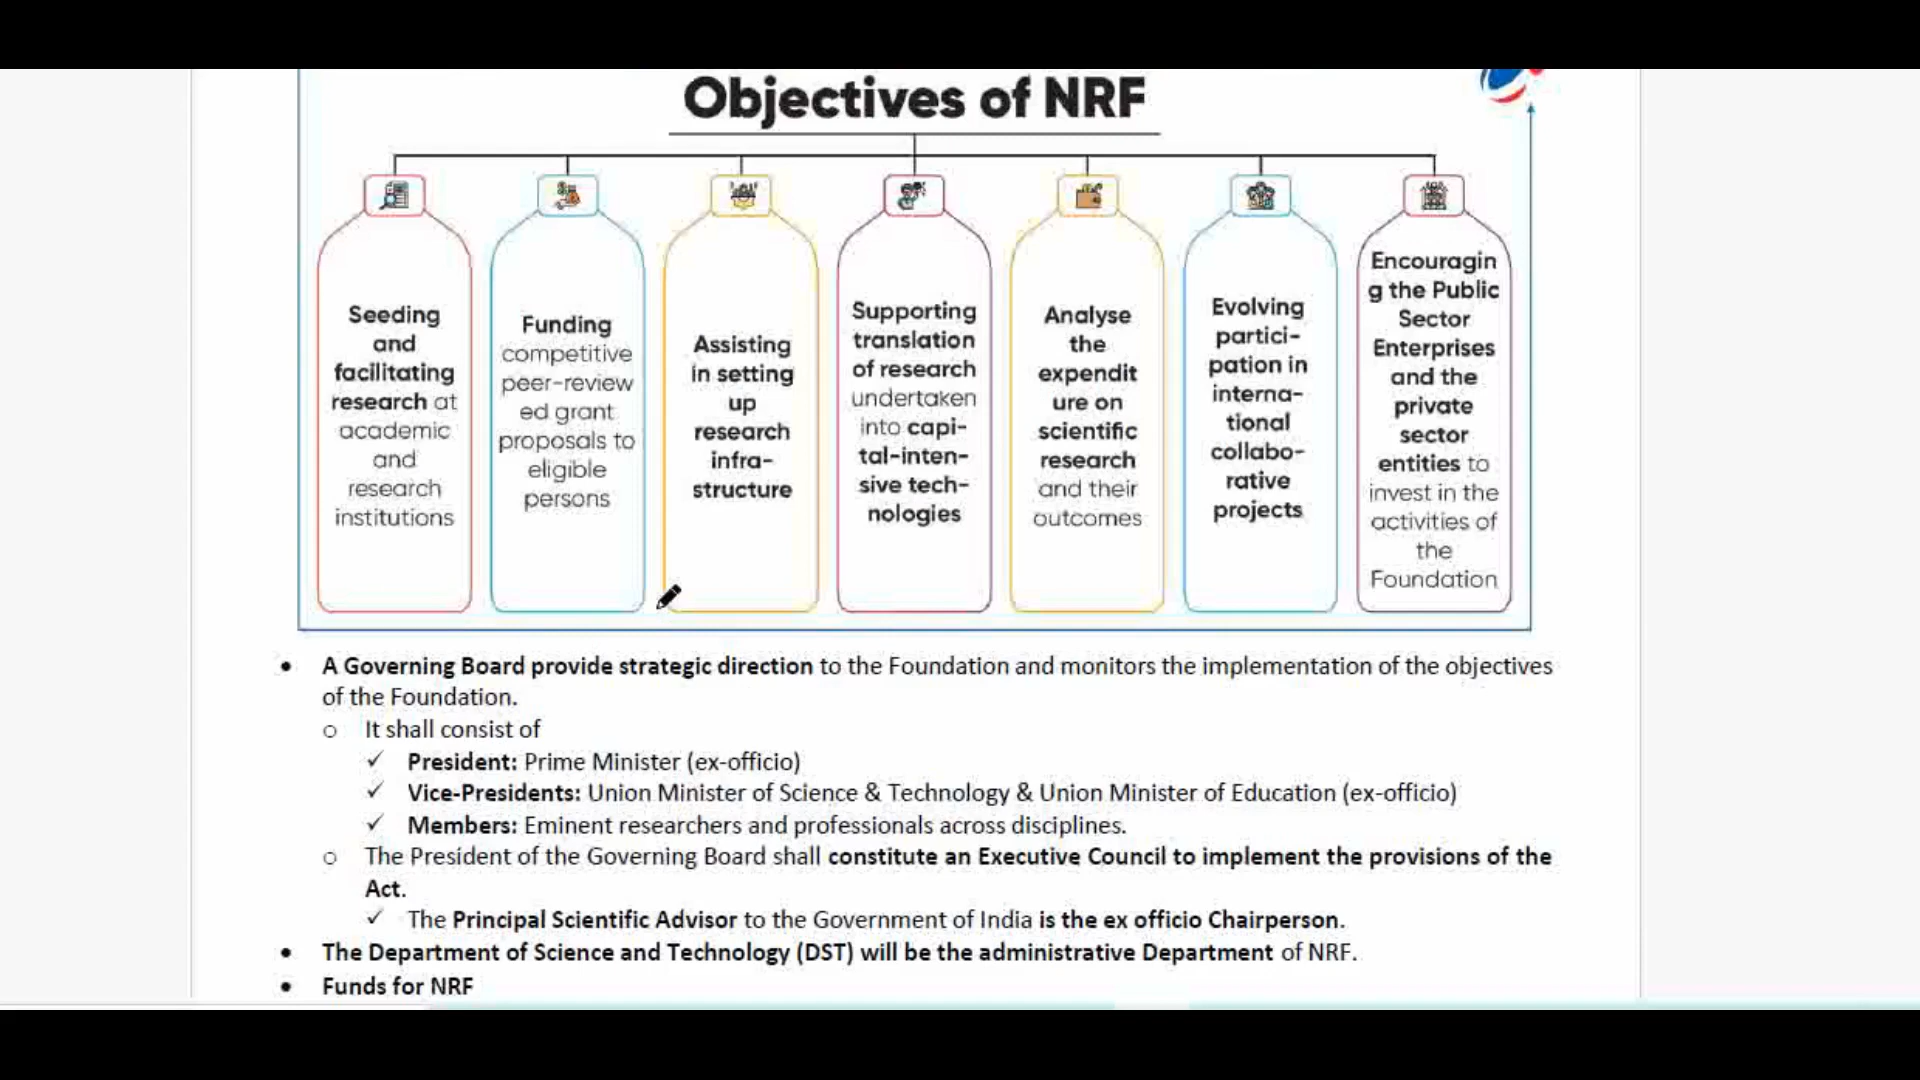 Objectives of NRF
Seeding
and
facilitating
research at
academic
and
research
institutions
Funding
competitive
peer-review
ed grant
proposals to
eligible
persons
Assisting
in setting
up
research
infra-
structure
Supporting
translation
of research
undertaken
into capi-
tal-inten-
sive tech-
nologies
Analyse
the
expendit
ure on
scientific
research
and their
outcomes
Evolving
partici-
pation in
interna-
tional
collabo-
rative
projects
Encouragin
g the Public
Sector
Enterprises
and the
private
sector
entities to
invest in the
activities of
the
Foundation
• A Governing Board provide strategic direction to the Foundation and monitors the implementation of the objectives
of the Foundation.
o It shall consist of
✓ President: Prime Minister (ex-officio)
✓ Vice-Presidents: Union Minister of Science & Technology & Union Minister of Education (ex-officio)
✓ Members: Eminent researchers and professionals across disciplines.
o The President of the Governing Board shall constitute an Executive Council to implement the provisions of the
Act.
✓ The Principal Scientific Advisor to the Government of India is the ex officio Chairperson.
• The Department of Science and Technology (DST) will be the administrative Department of NRF.
• Funds for NRF